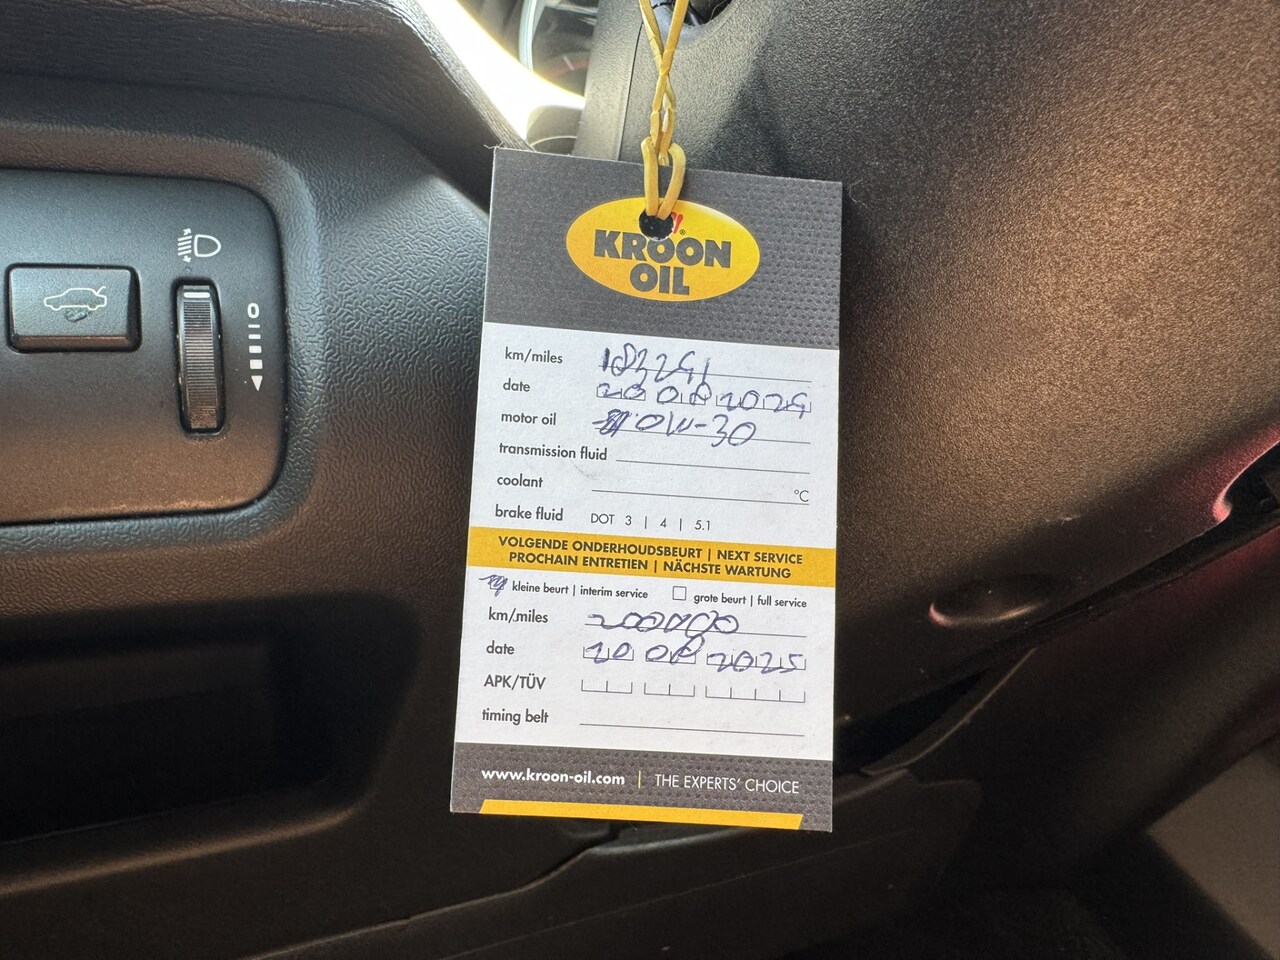 KROON
OIL
km/miles 183291
date 20 08 2024
motor oil 0W-30
transmission fluid
coolant °C
brake fluid DOT 3 | 4 | 5.1
VOLGENDE ONDERHOUDSBEURT | NEXT SERVICE
PROCHAIN ENTRETIEN | NÄCHSTE WARTUNG
kleine beurt | interim service grote beurt | full service
km/miles 200000
date 20 08 2025
APK/TÜV
timing belt
www.kroon-oil.com | THE EXPERTS' CHOICE